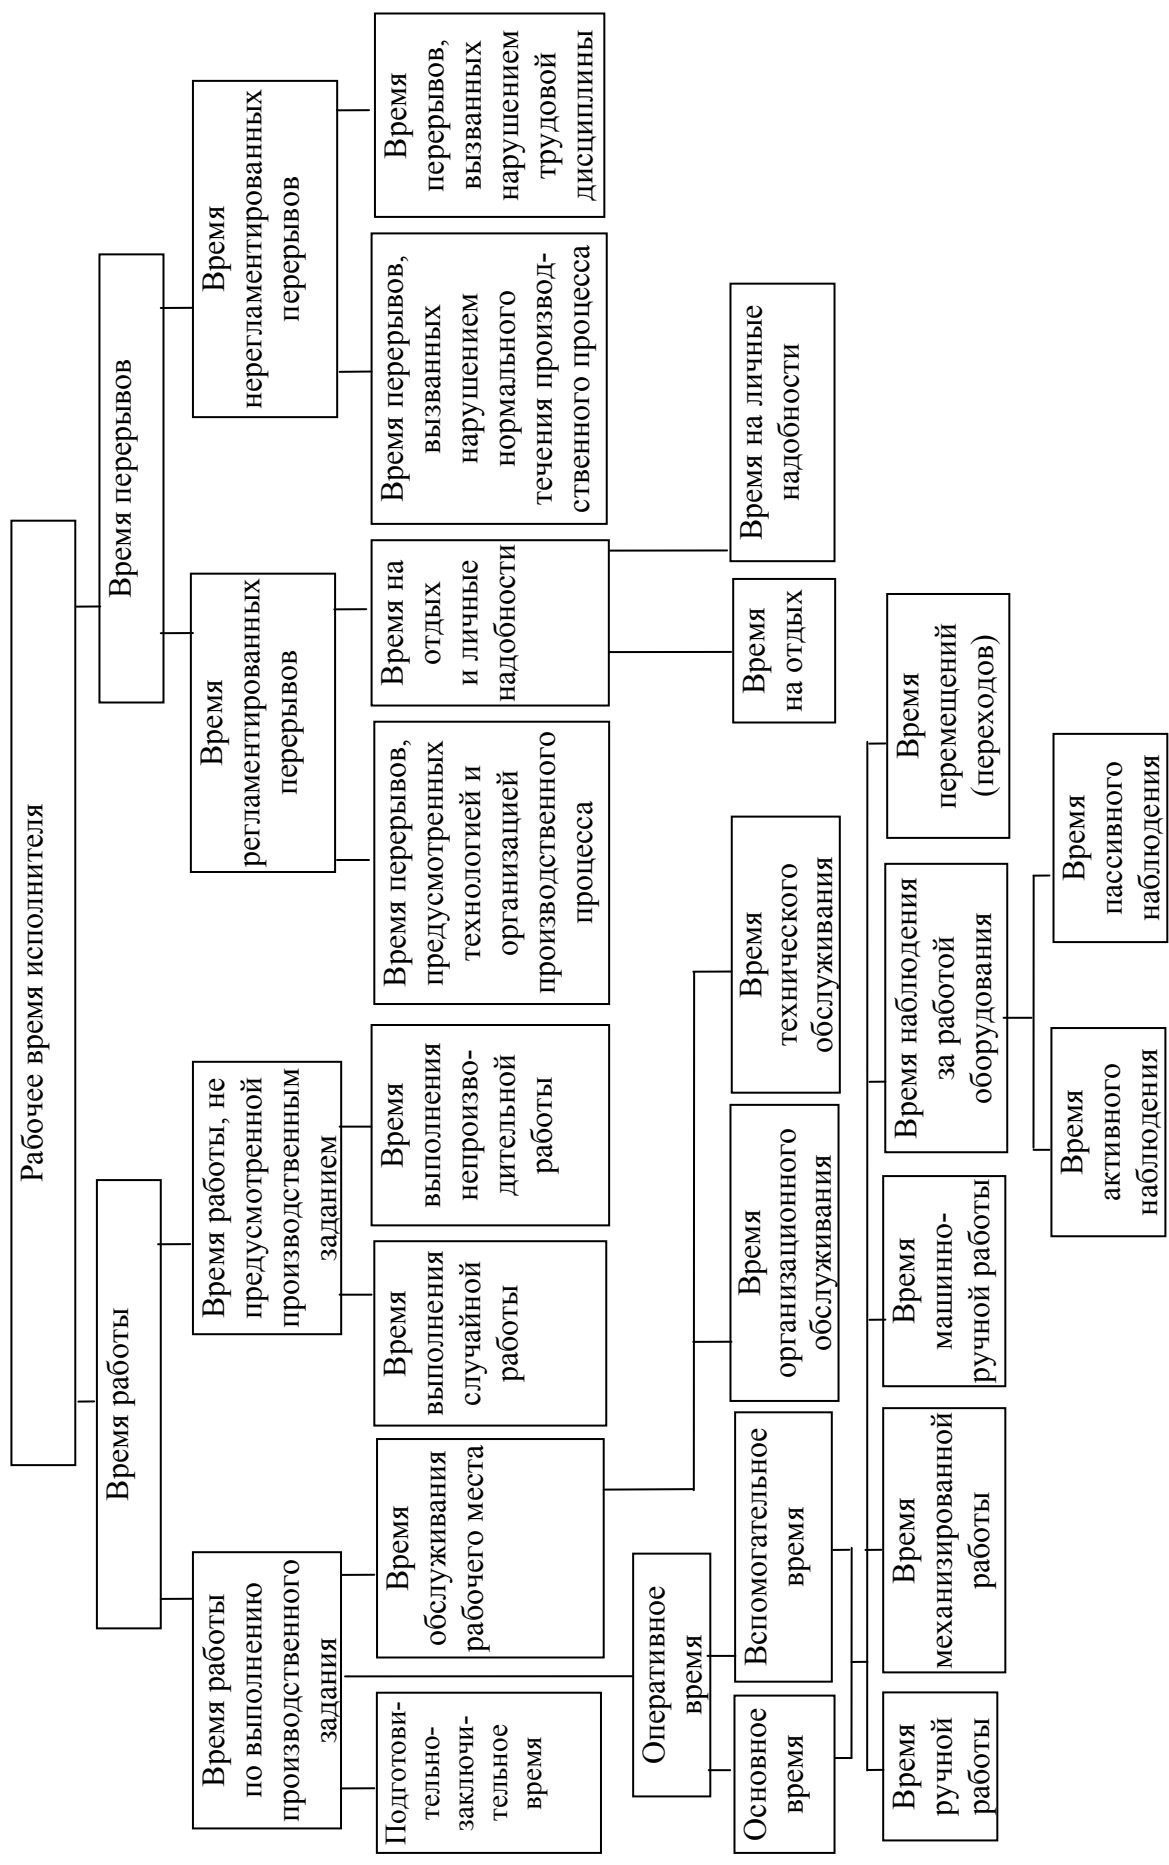 Рабочее время исполнителя
Время работы
Время перерывов
Время работы
по выполнению
производственного
задания
Время работы, не
предусмотренной
производственным
заданием
Время
регламентированных
перерывов
Время
нерегламентированных
перерывов
Подготови-
тельно-
заключи-
тельное
время
Время
обслуживания
рабочего места
Время
выполнения
случайной
работы
Время
выполнения
непроизво-
дительной
работы
Время перерывов,
предусмотренных
технологией и
организацией
производственного
процесса
Время на
отдых
и личные
надобности
Время перерывов,
вызванных
нарушением
нормального
течения производ-
ственного процесса
Время
перерывов,
вызванных
нарушением
трудовой
дисциплины
Оперативное
время
Основное
время
Вспомогательное
время
Время
организационного
обслуживания
Время
технического
обслуживания
Время
на отдых
Время на личные
надобности
Время
ручной
работы
Время
механизированной
работы
Время
машинно-
ручной работы
Время наблюдения
за работой
оборудования
Время
перемещений
(переходов)
Время
активного
наблюдения
Время
пассивного
наблюдения